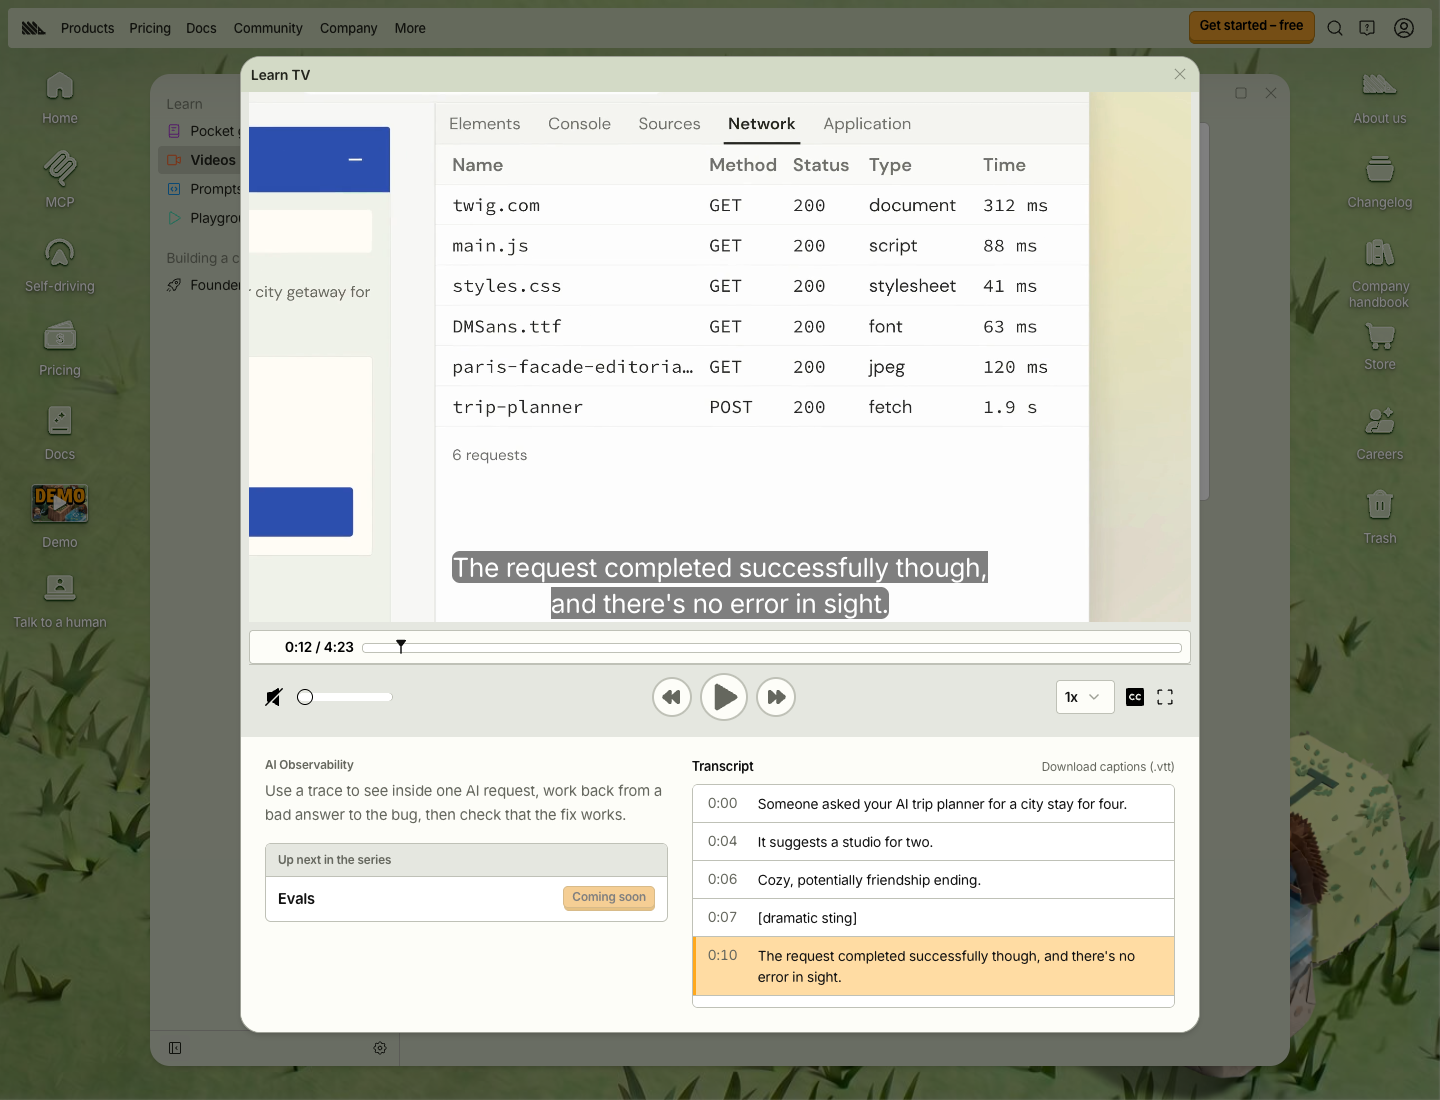 Products Pricing Docs Community Company More
Get started – free
Learn TV
Home
MCP
Self-driving
Pricing
Docs
DEMO
Demo
Talk to a human
Learn
Pocket
Videos
Prompts
Building a
About us
Changelog
Company
handbook
Store
Careers
Trash
Elements Console Sources Network Application
Name Method Status Type Time
twig.com GET 200 document 312 ms
main.js GET 200 script 88 ms
styles.css GET 200 stylesheet 41 ms
DMSans.ttf GET 200 font 63 ms
paris-facade-editoria… GET 200 jpeg 120 ms
trip-planner POST 200 fetch 1.9 s
6 requests
city getaway for
The request completed successfully though,
and there's no error in sight.
0:12 / 4:23
1x
CC
AI Observability
Use a trace to see inside one AI request, work back from a
bad answer to the bug, then check that the fix works.
Up next in the series
Evals
Coming soon
Transcript
Download captions (.vtt)
0:00 Someone asked your AI trip planner for a city stay for four.
0:04 It suggests a studio for two.
0:06 Cozy, potentially friendship ending.
0:07 [dramatic sting]
0:10 The request completed successfully though, and there's no
error in sight.